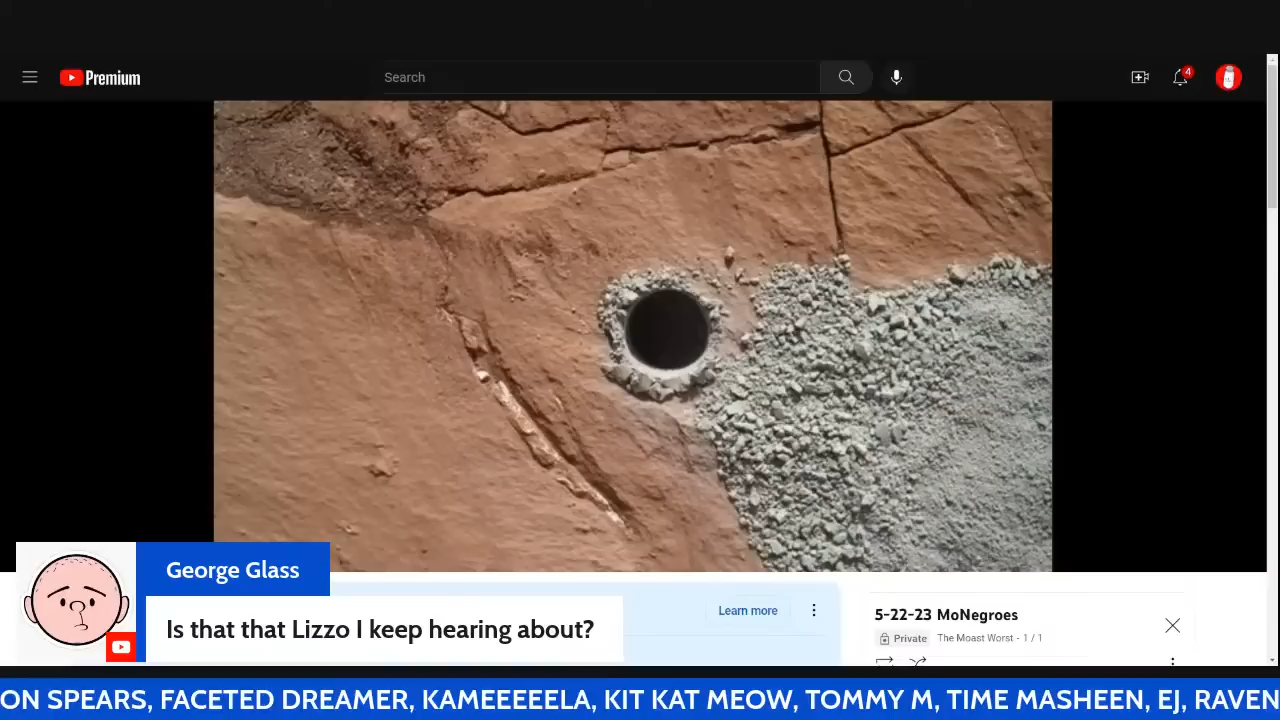 Premium
Search
4
George Glass
Is that that Lizzo I keep hearing about?
Learn more
5-22-23 MoNegroes
Private The Moast Worst - 1 / 1
ON SPEARS, FACETED DREAMER, KAMEEEEELA, KIT KAT MEOW, TOMMY M, TIME MASHEEN, EJ, RAVEN